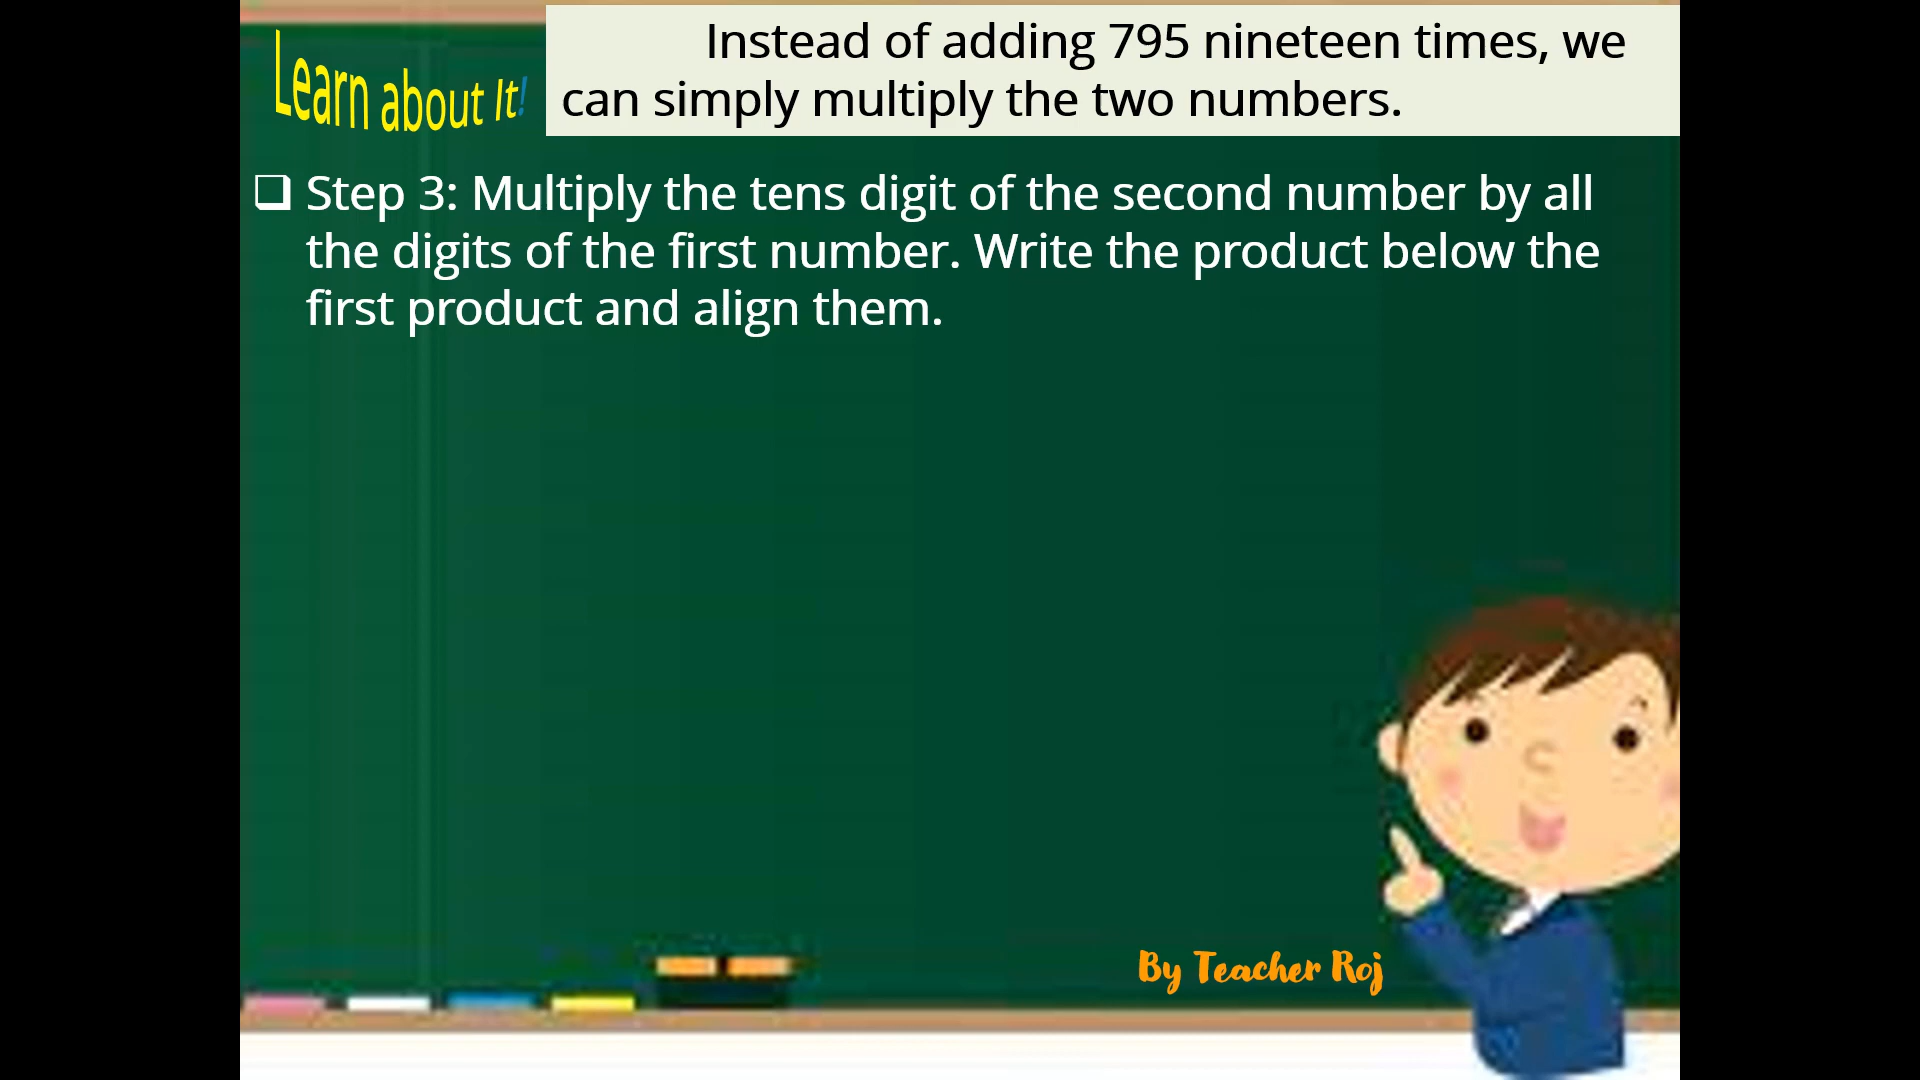 Learn about It!
Instead of adding 795 nineteen times, we
can simply multiply the two numbers.
❑ Step 3: Multiply the tens digit of the second number by all
the digits of the first number. Write the product below the
first product and align them.
By Teacher Roj